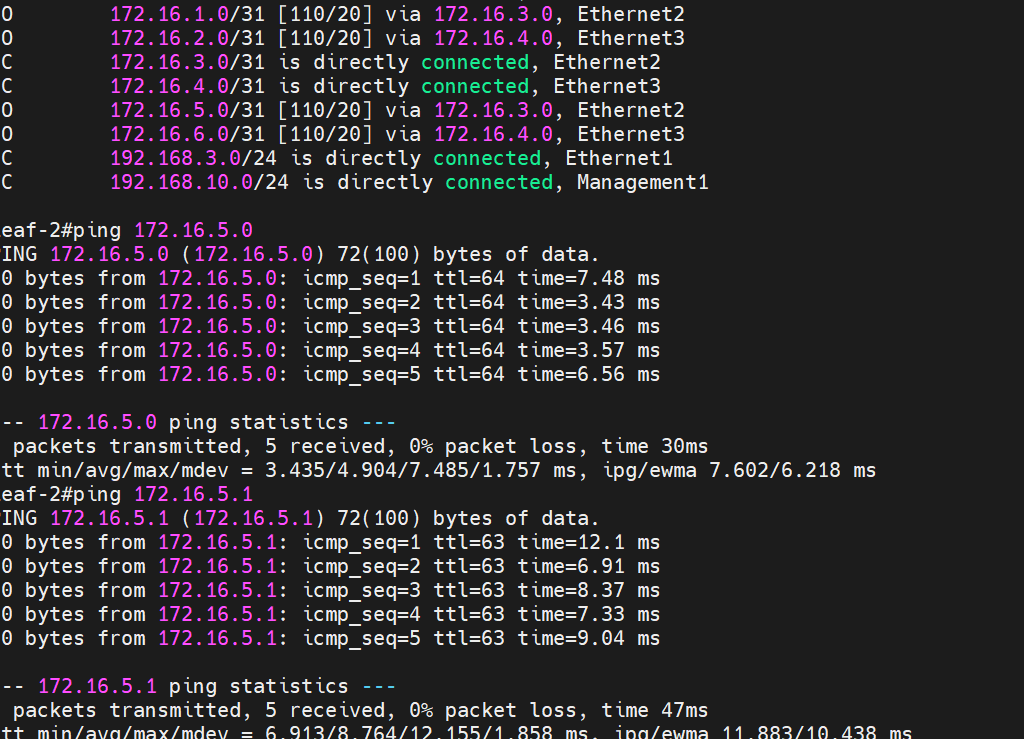 O 172.16.1.0/31 [110/20] via 172.16.3.0, Ethernet2
O 172.16.2.0/31 [110/20] via 172.16.4.0, Ethernet3
C 172.16.3.0/31 is directly connected, Ethernet2
C 172.16.4.0/31 is directly connected, Ethernet3
O 172.16.5.0/31 [110/20] via 172.16.3.0, Ethernet2
O 172.16.6.0/31 [110/20] via 172.16.4.0, Ethernet3
C 192.168.3.0/24 is directly connected, Ethernet1
C 192.168.10.0/24 is directly connected, Management1
eaf-2#ping 172.16.5.0
ING 172.16.5.0 (172.16.5.0) 72(100) bytes of data.
0 bytes from 172.16.5.0: icmp_seq=1 ttl=64 time=7.48 ms
0 bytes from 172.16.5.0: icmp_seq=2 ttl=64 time=3.43 ms
0 bytes from 172.16.5.0: icmp_seq=3 ttl=64 time=3.46 ms
0 bytes from 172.16.5.0: icmp_seq=4 ttl=64 time=3.57 ms
0 bytes from 172.16.5.0: icmp_seq=5 ttl=64 time=6.56 ms
-- 172.16.5.0 ping statistics ---
packets transmitted, 5 received, 0% packet loss, time 30ms
tt min/avg/max/mdev = 3.435/4.904/7.485/1.757 ms, ipg/ewma 7.602/6.218 ms
eaf-2#ping 172.16.5.1
ING 172.16.5.1 (172.16.5.1) 72(100) bytes of data.
0 bytes from 172.16.5.1: icmp_seq=1 ttl=63 time=12.1 ms
0 bytes from 172.16.5.1: icmp_seq=2 ttl=63 time=6.91 ms
0 bytes from 172.16.5.1: icmp_seq=3 ttl=63 time=8.37 ms
0 bytes from 172.16.5.1: icmp_seq=4 ttl=63 time=7.33 ms
0 bytes from 172.16.5.1: icmp_seq=5 ttl=63 time=9.04 ms
-- 172.16.5.1 ping statistics ---
packets transmitted, 5 received, 0% packet loss, time 47ms
tt min/avg/max/mdev = 6.913/8.764/12.155/1.858 ms, ipg/ewma 11.883/10.438 ms